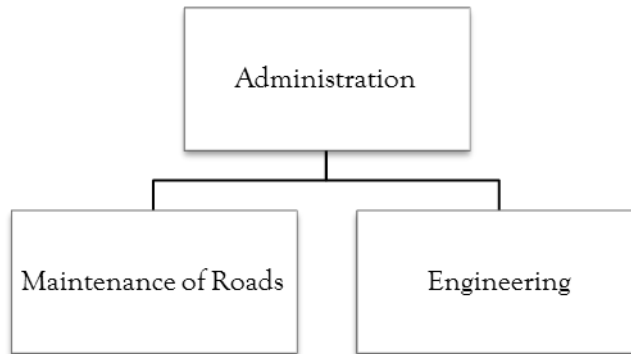 Administration
Maintenance of Roads
Engineering